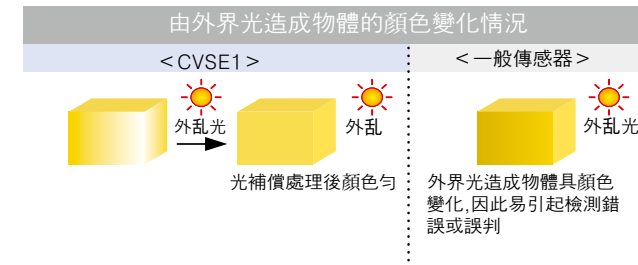 由外界光造成物體的顏色變化情況
<CVSE1>
<一般傳感器>
外乱光
外乱
外乱光
光補償處理後顏色勻
外界光造成物體具顏色
變化,因此易引起檢測錯
誤或誤判